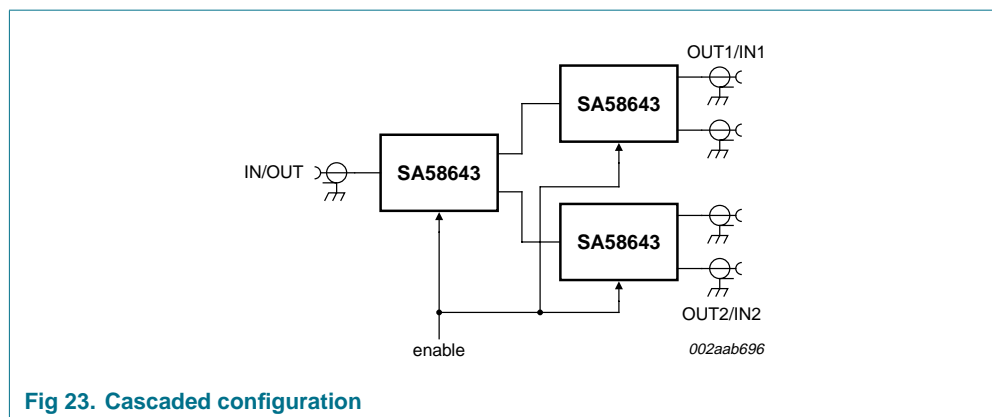 OUT1/IN1
SA58643
SA58643
IN/OUT
SA58643
OUT2/IN2
enable
002aab696
Fig 23. Cascaded configuration